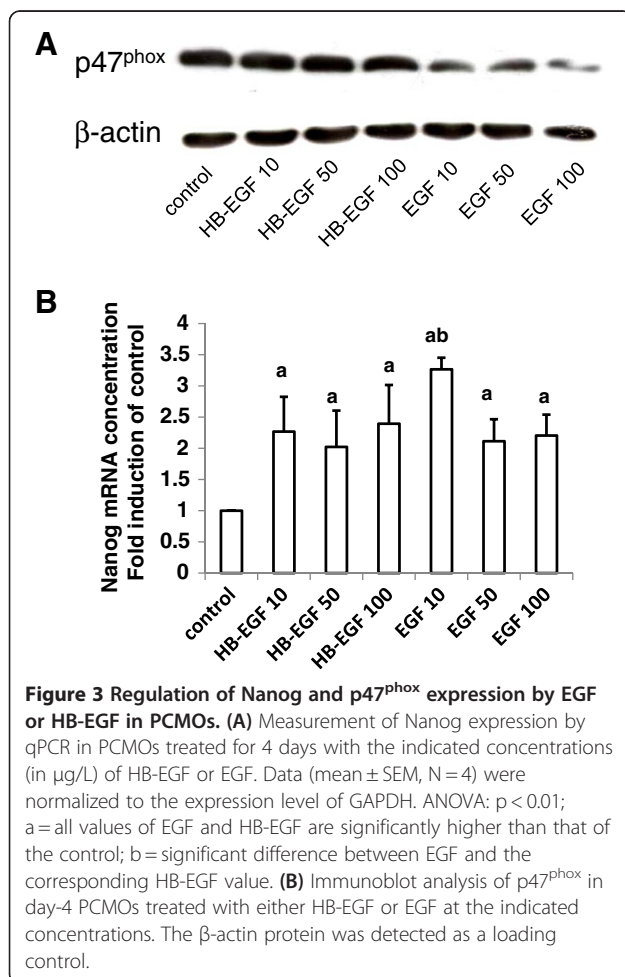 A
p47phox
β-actin
control
HB-EGF 10
HB-EGF 50
HB-EGF 100
EGF 10
EGF 50
EGF 100
B
Nanog mRNA concentration
Fold induction of control
4
3.5
3
2.5
2
1.5
1
0.5
0
a
a
a
ab
a
a
control
HB-EGF 10
HB-EGF 50
HB-EGF 100
EGF 10
EGF 50
EGF 100
Figure 3 Regulation of Nanog and p47phox expression by EGF
or HB-EGF in PCMOs. (A) Measurement of Nanog expression by
qPCR in PCMOs treated for 4 days with the indicated concentrations
(in μg/L) of HB-EGF or EGF. Data (mean ± SEM, N = 4) were
normalized to the expression level of GAPDH. ANOVA: p < 0.01;
a = all values of EGF and HB-EGF are significantly higher than that of
the control; b = significant difference between EGF and the
corresponding HB-EGF value. (B) Immunoblot analysis of p47phox in
day-4 PCMOs treated with either HB-EGF or EGF at the indicated
concentrations. The β-actin protein was detected as a loading
control.